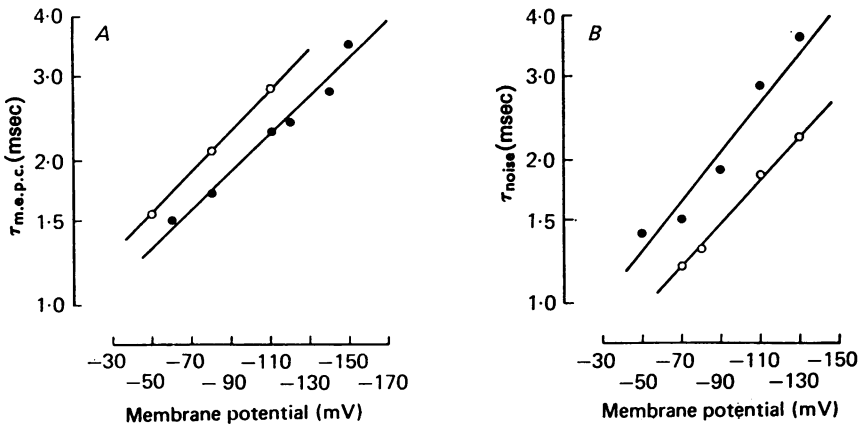 A
4·0
3·0
2·0
1·5
1·0
τm.e.p.c.(msec)
−30 −70 −110 −150
−50 −90 −130 −170
Membrane potential (mV)
B
4·0
3·0
2·0
1·5
1·0
τnoise(msec)
−30 −70 −110 −150
−50 −90 −130
Membrane potential (mV)